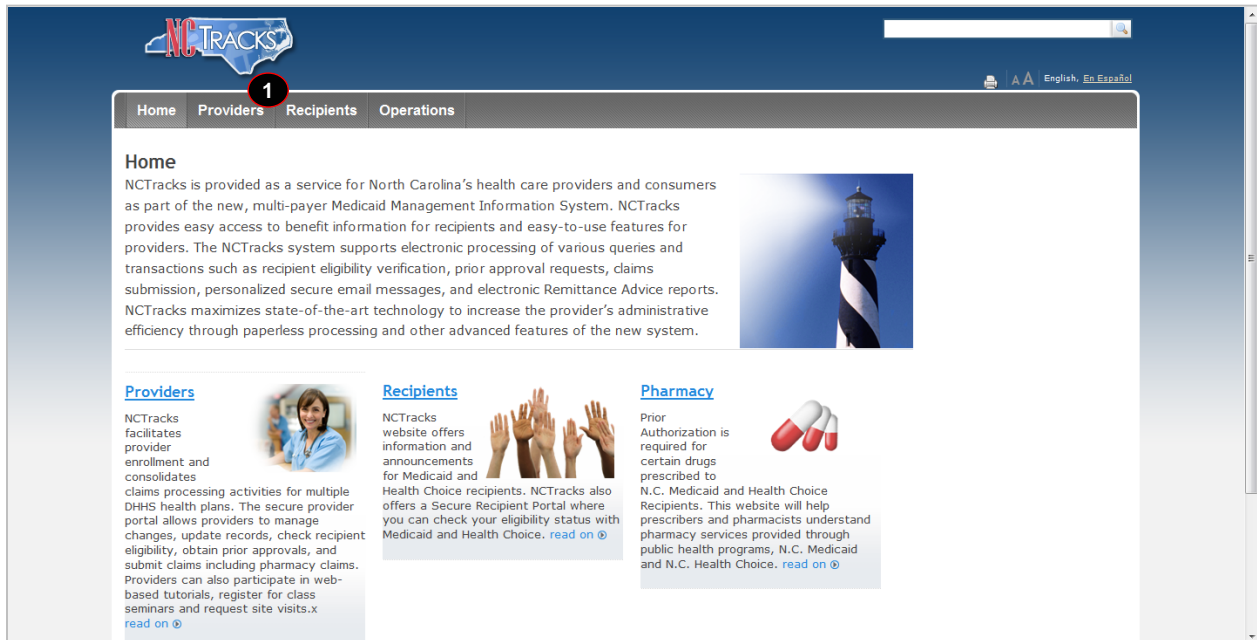 NCTRACKS
A A English, En Español
1
Home Providers Recipients Operations
Home
NCTracks is provided as a service for North Carolina's health care providers and consumers
as part of the new, multi-payer Medicaid Management Information System. NCTracks
provides easy access to benefit information for recipients and easy-to-use features for
providers. The NCTracks system supports electronic processing of various queries and
transactions such as recipient eligibility verification, prior approval requests, claims
submission, personalized secure email messages, and electronic Remittance Advice reports.
NCTracks maximizes state-of-the-art technology to increase the provider's administrative
efficiency through paperless processing and other advanced features of the new system.
Providers
NCTracks
facilitates
provider
enrollment and
consolidates
claims processing activities for multiple
DHHS health plans. The secure provider
portal allows providers to manage
changes, update records, check recipient
eligibility, obtain prior approvals, and
submit claims including pharmacy claims.
Providers can also participate in web-
based tutorials, register for class
seminars and request site visits.x
read on
Recipients
NCTracks
website offers
information and
announcements
for Medicaid and
Health Choice recipients. NCTracks also
offers a Secure Recipient Portal where
you can check your eligibility status with
Medicaid and Health Choice. read on
Pharmacy
Prior
Authorization is
required for
certain drugs
prescribed to
N.C. Medicaid and Health Choice
Recipients. This website will help
prescribers and pharmacists understand
pharmacy services provided through
public health programs, N.C. Medicaid
and N.C. Health Choice. read on